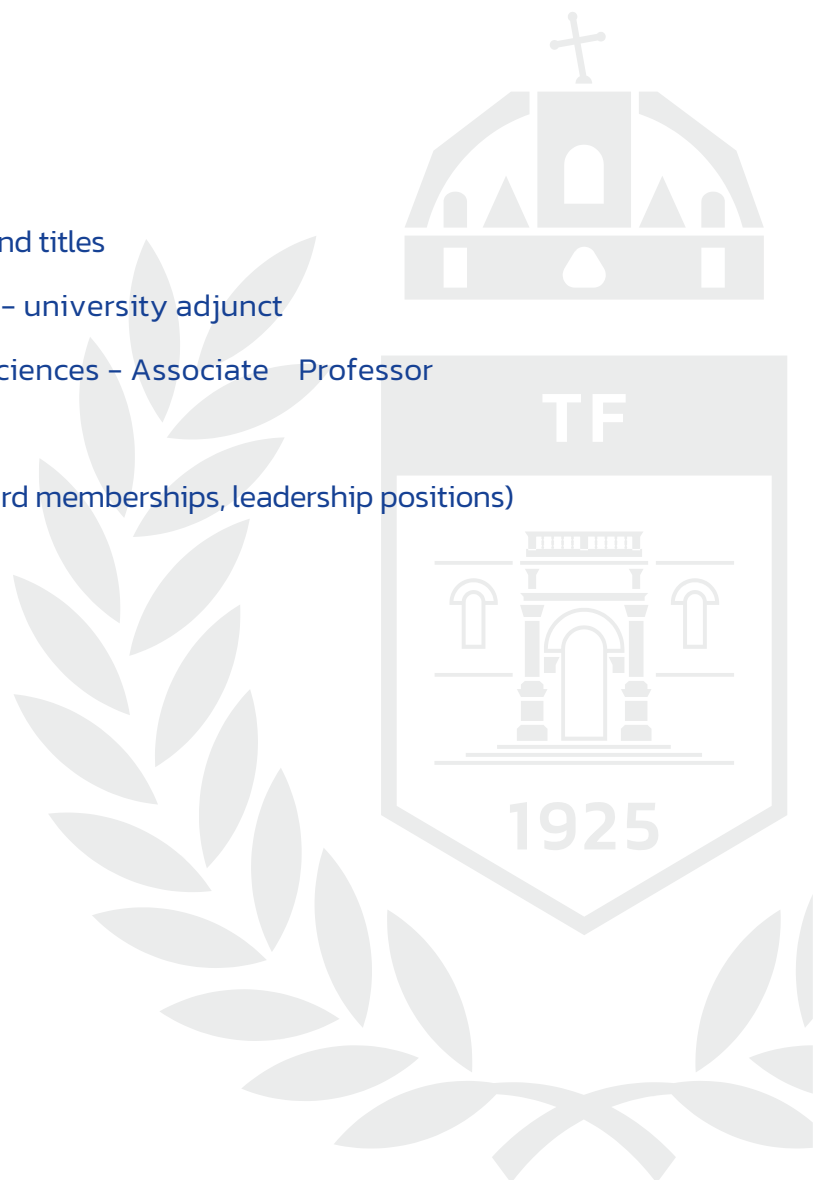 nd titles
– university adjunct
ciences – Associate Professor
rd memberships, leadership positions)
TF
1925